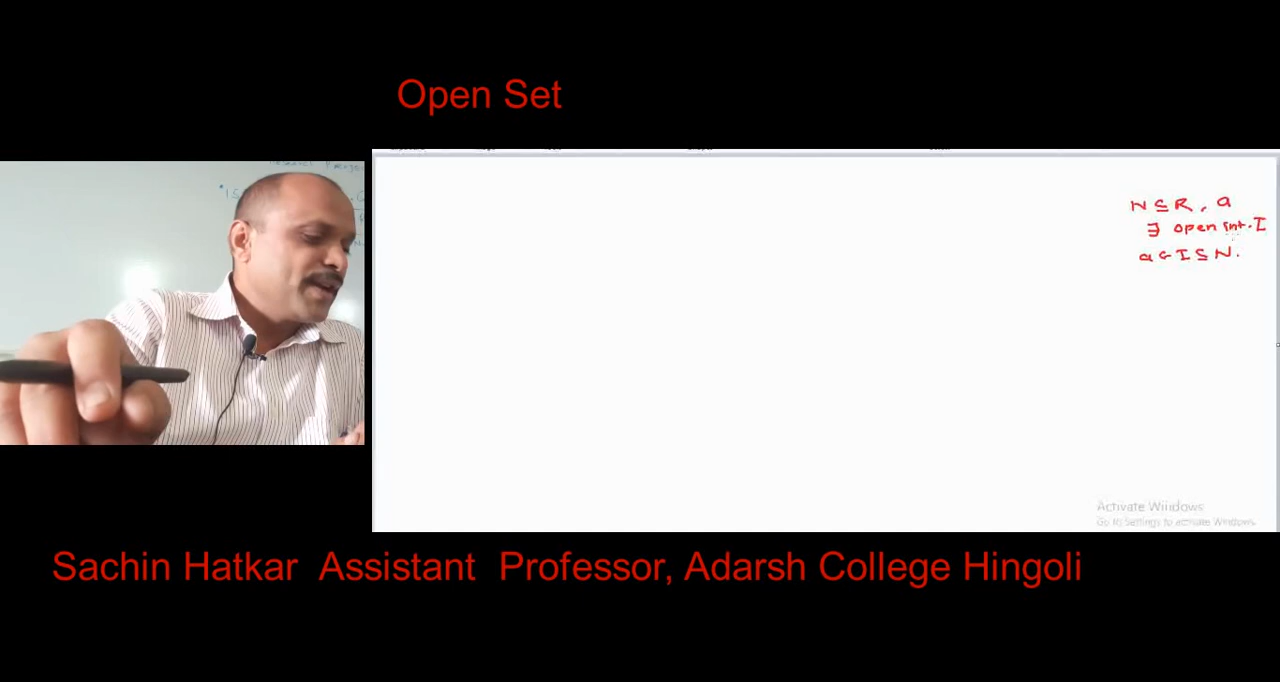 Open Set
N ⊆ R, a
∃ open int. I
a ∈ I ⊆ N.
Activate Windows
Go to Settings to activate Windows.
Sachin Hatkar Assistant Professor, Adarsh College Hingoli